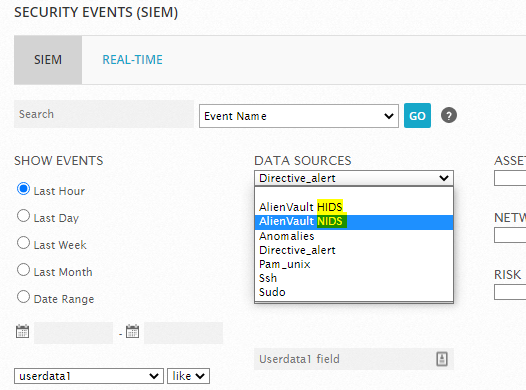 SECURITY EVENTS (SIEM)
SIEM REAL-TIME
Search Event Name GO ?
SHOW EVENTS DATA SOURCES ASSE
Last Hour Directive_alert
AlienVault HIDS
Last Day AlienVault NIDS NETW
Anomalies
Last Week Directive_alert
Pam_unix
Last Month Ssh RISK
Sudo
Date Range
-
userdata1 like Userdata1 field